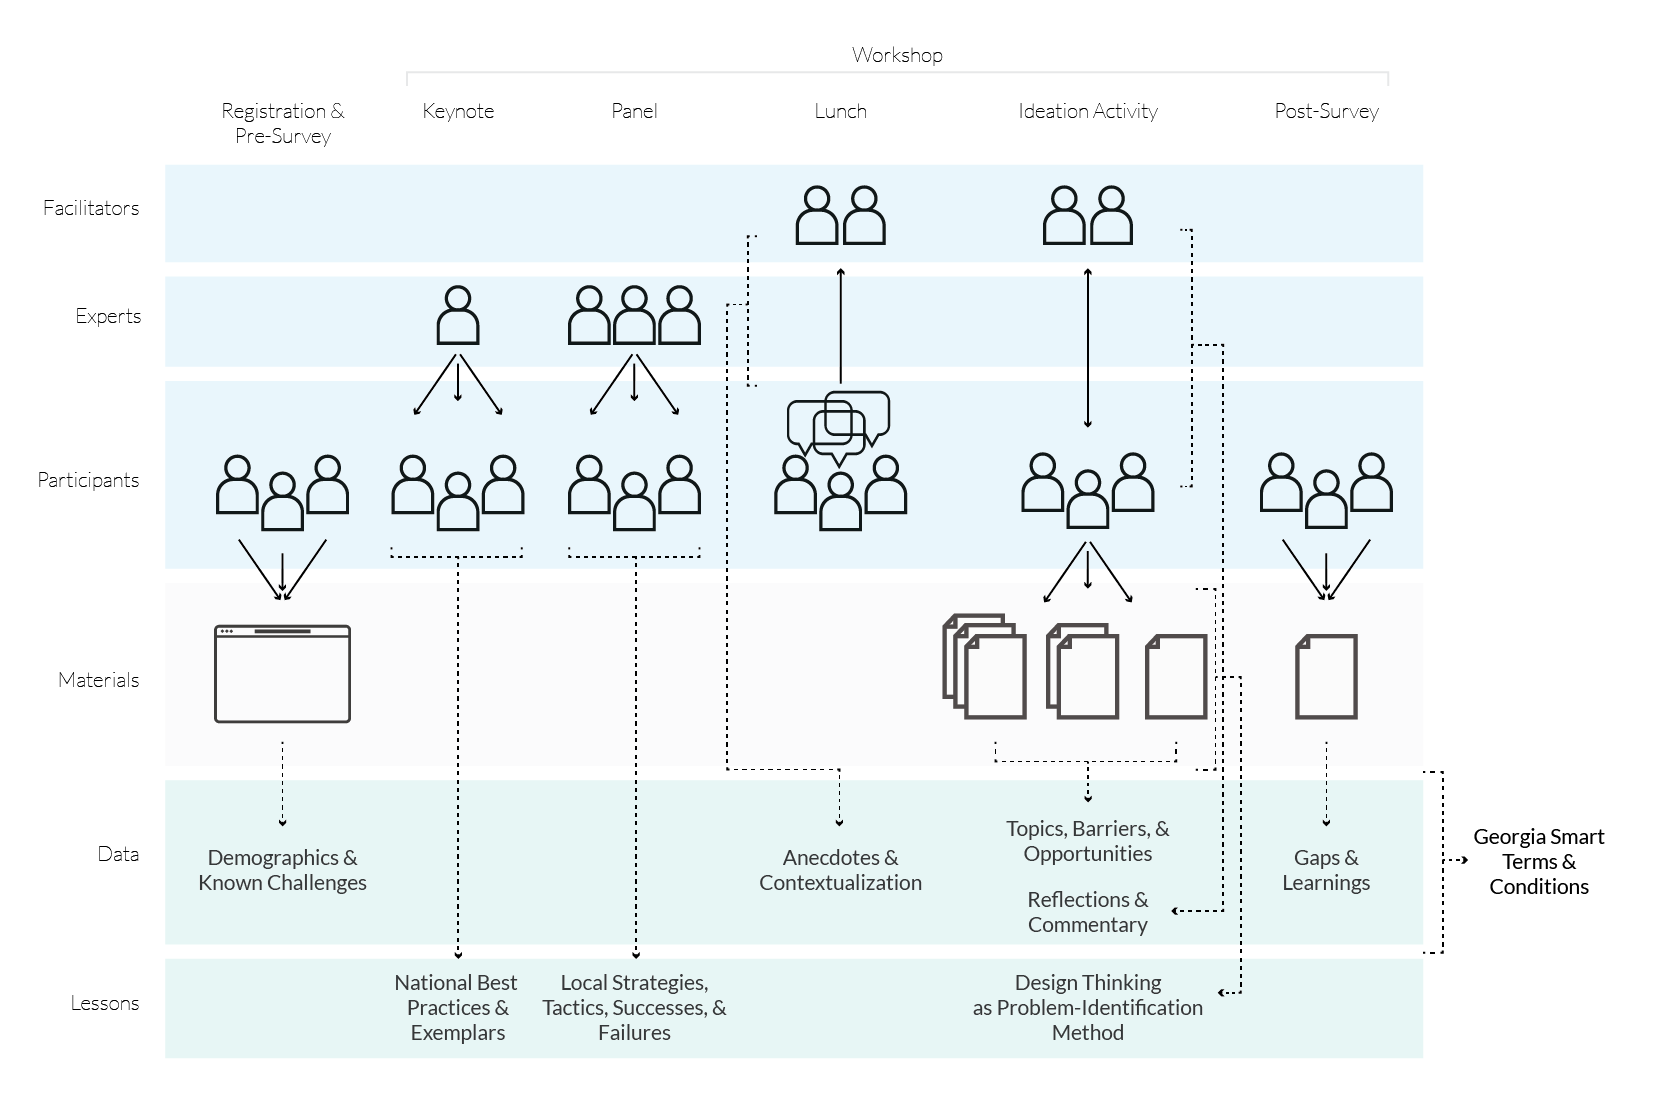 Workshop
Registration &
Pre-Survey
Keynote
Panel
Lunch
Ideation Activity
Post-Survey
Facilitators
Experts
Participants
Materials
Data
Demographics &
Known Challenges
Anecdotes &
Contextualization
Topics, Barriers, &
Opportunities
Reflections &
Commentary
Gaps &
Learnings
Georgia Smart
Terms &
Conditions
Lessons
National Best
Practices &
Exemplars
Local Strategies,
Tactics, Successes, &
Failures
Design Thinking
as Problem-Identification
Method